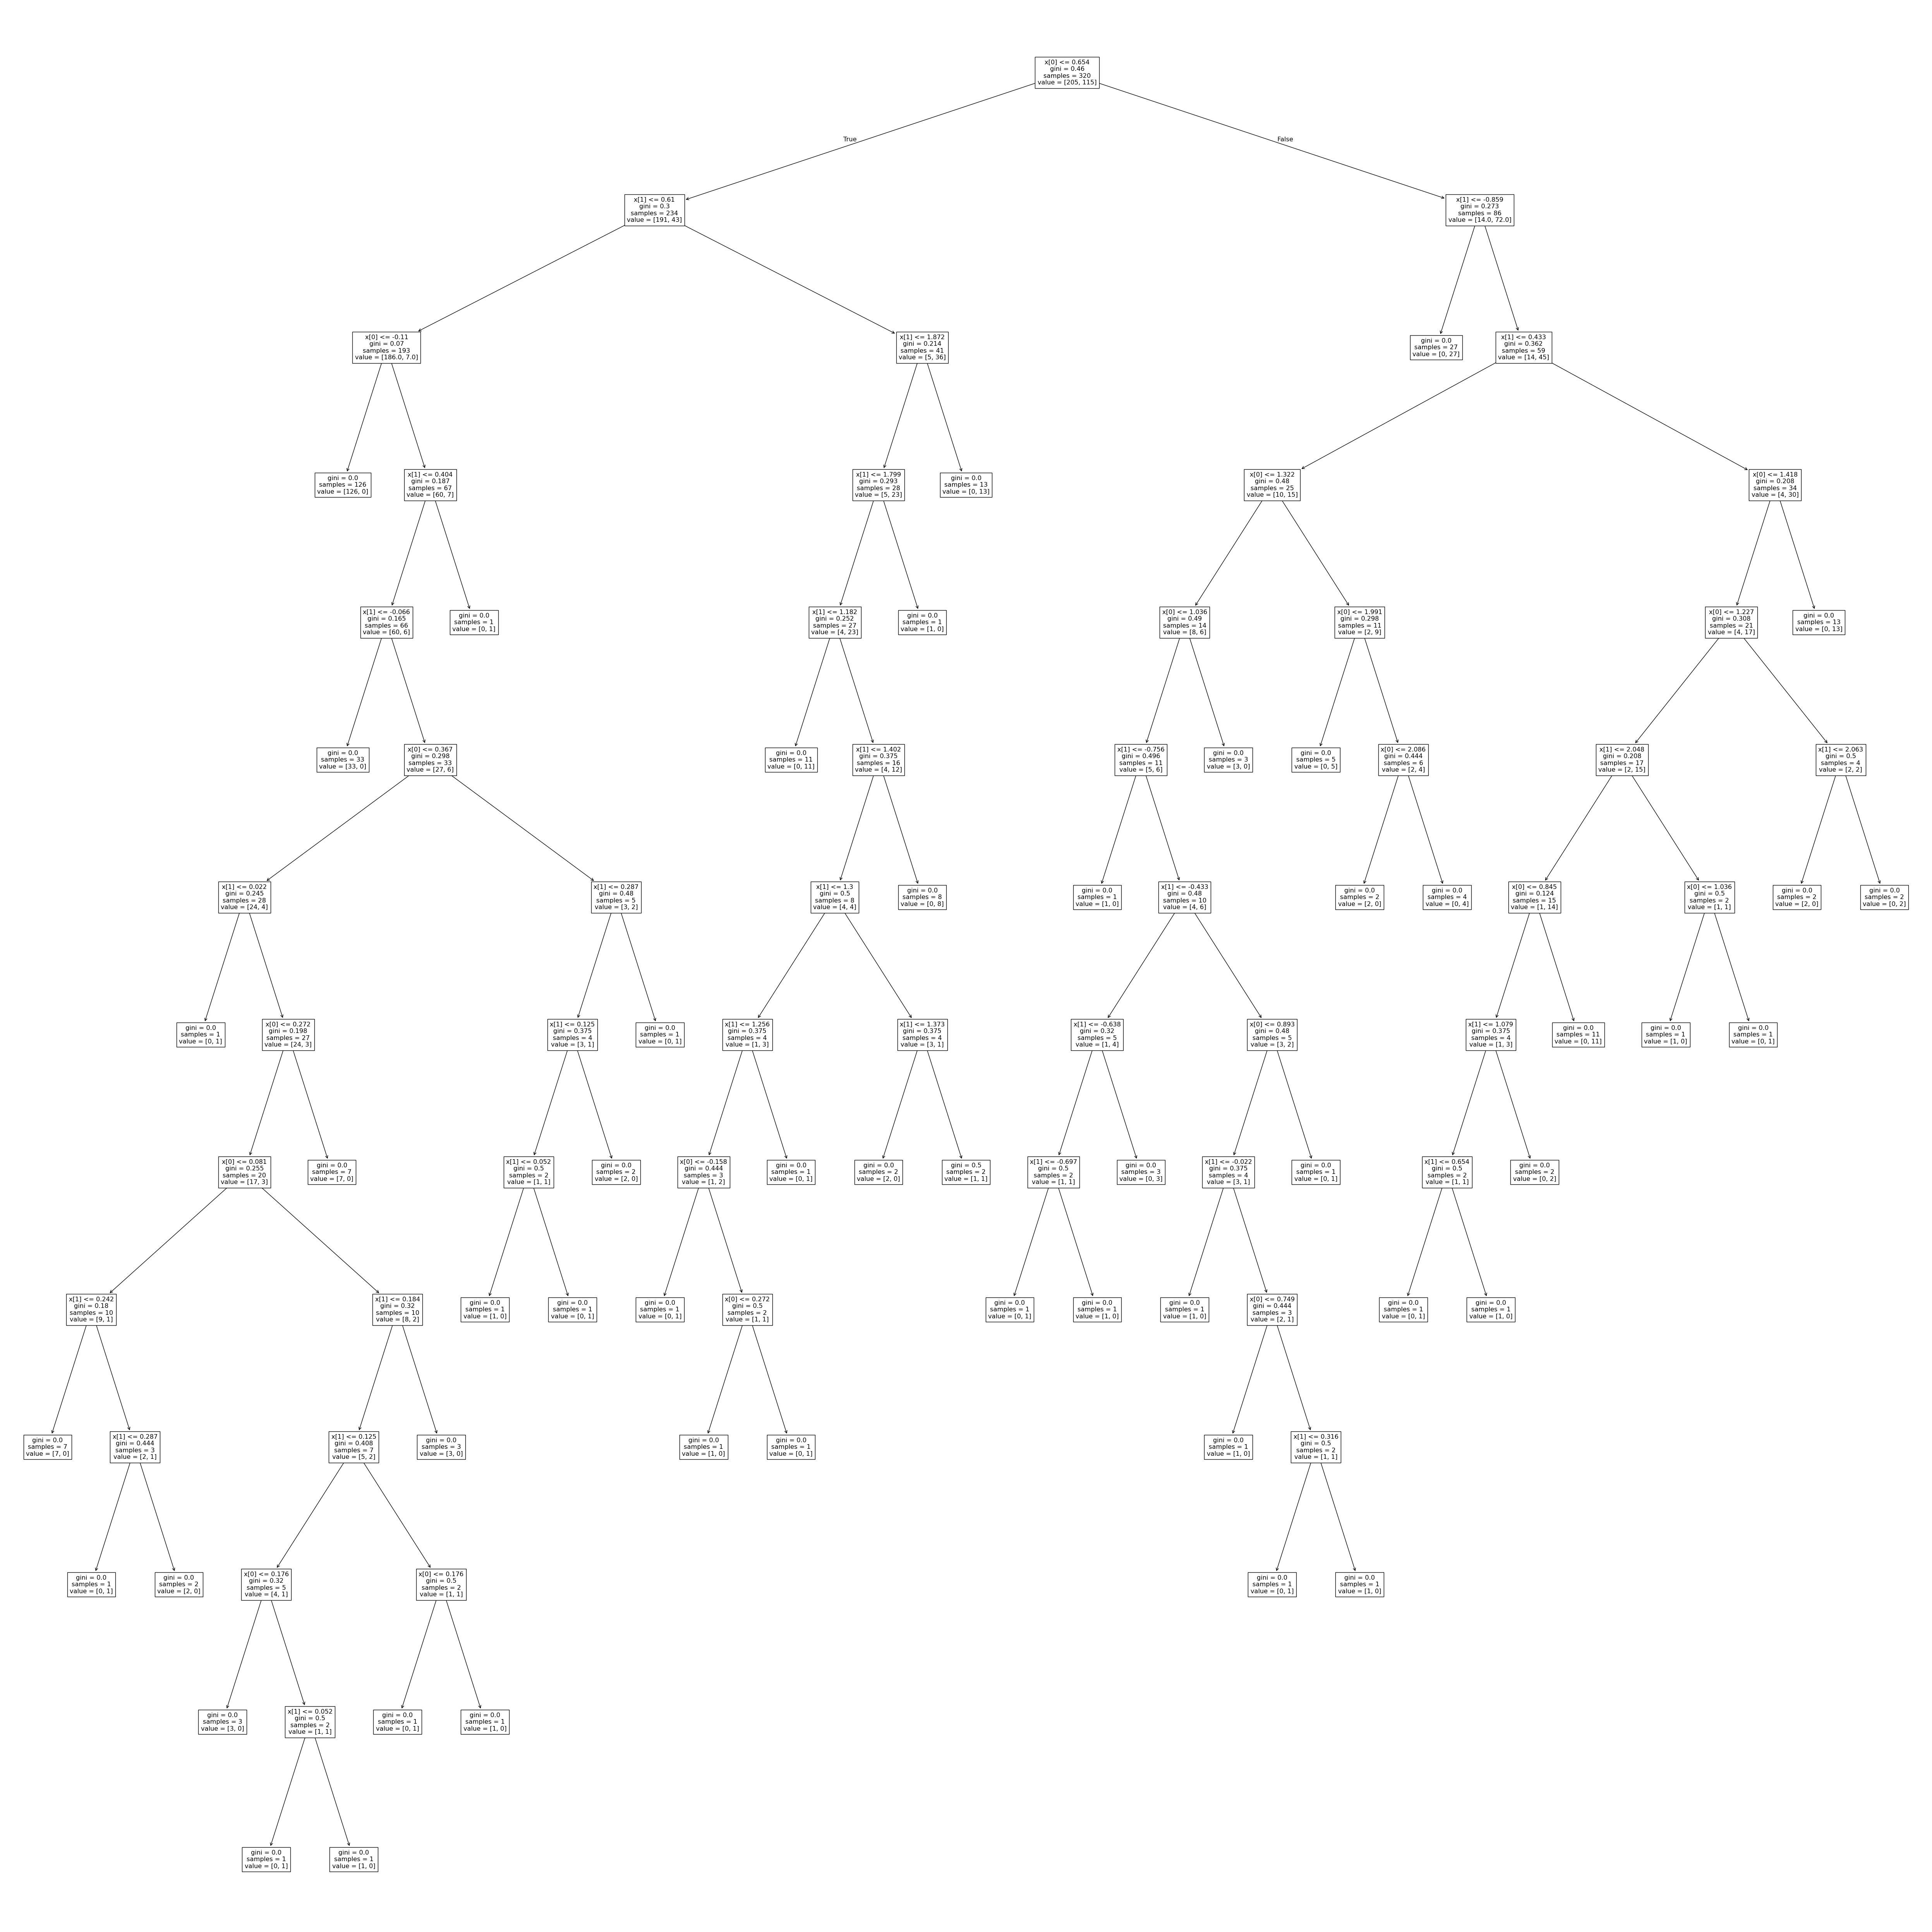 x[0] <= 0.654
gini = 0.46
samples = 320
value = [205, 115]
True
False
x[1] <= 0.61
gini = 0.3
samples = 234
value = [191, 43]
x[1] <= -0.859
gini = 0.273
samples = 86
value = [14.0, 72.0]
x[0] <= -0.11
gini = 0.07
samples = 193
value = [186.0, 7.0]
x[1] <= 1.872
gini = 0.214
samples = 41
value = [5, 36]
gini = 0.0
samples = 27
value = [0, 27]
x[1] <= 0.433
gini = 0.362
samples = 59
value = [14, 45]
gini = 0.0
samples = 126
value = [126, 0]
x[1] <= 0.404
gini = 0.187
samples = 67
value = [60, 7]
x[1] <= 1.799
gini = 0.293
samples = 28
value = [5, 23]
gini = 0.0
samples = 13
value = [0, 13]
x[0] <= 1.322
gini = 0.48
samples = 25
value = [10, 15]
x[0] <= 1.418
gini = 0.208
samples = 34
value = [4, 30]
x[1] <= -0.066
gini = 0.165
samples = 66
value = [60, 6]
gini = 0.0
samples = 1
value = [0, 1]
x[1] <= 1.182
gini = 0.252
samples = 27
value = [4, 23]
gini = 0.0
samples = 1
value = [1, 0]
x[0] <= 1.036
gini = 0.49
samples = 14
value = [8, 6]
x[0] <= 1.991
gini = 0.298
samples = 11
value = [2, 9]
x[0] <= 1.227
gini = 0.308
samples = 21
value = [4, 17]
gini = 0.0
samples = 13
value = [0, 13]
gini = 0.0
samples = 33
value = [33, 0]
x[0] <= 0.367
gini = 0.298
samples = 33
value = [27, 6]
gini = 0.0
samples = 11
value = [0, 11]
x[1] <= 1.402
gini = 0.375
samples = 16
value = [4, 12]
x[1] <= -0.756
gini = 0.496
samples = 11
value = [5, 6]
gini = 0.0
samples = 3
value = [3, 0]
gini = 0.0
samples = 5
value = [0, 5]
x[0] <= 2.086
gini = 0.444
samples = 6
value = [2, 4]
x[1] <= 2.048
gini = 0.208
samples = 17
value = [2, 15]
x[1] <= 2.063
gini = 0.5
samples = 4
value = [2, 2]
x[1] <= 0.022
gini = 0.245
samples = 28
value = [24, 4]
x[1] <= 0.287
gini = 0.48
samples = 5
value = [3, 2]
x[1] <= 1.3
gini = 0.5
samples = 8
value = [4, 4]
gini = 0.0
samples = 8
value = [0, 8]
gini = 0.0
samples = 1
value = [1, 0]
x[1] <= -0.433
gini = 0.48
samples = 10
value = [4, 6]
gini = 0.0
samples = 2
value = [2, 0]
gini = 0.0
samples = 4
value = [0, 4]
x[0] <= 0.845
gini = 0.124
samples = 15
value = [1, 14]
x[0] <= 1.036
gini = 0.5
samples = 2
value = [1, 1]
gini = 0.0
samples = 2
value = [2, 0]
gini = 0.0
samples = 2
value = [0, 2]
gini = 0.0
samples = 1
value = [0, 1]
x[0] <= 0.272
gini = 0.198
samples = 27
value = [24, 3]
x[1] <= 0.125
gini = 0.375
samples = 4
value = [3, 1]
gini = 0.0
samples = 1
value = [0, 1]
x[1] <= 1.256
gini = 0.375
samples = 4
value = [1, 3]
x[1] <= 1.373
gini = 0.375
samples = 4
value = [3, 1]
x[1] <= -0.638
gini = 0.32
samples = 5
value = [1, 4]
x[0] <= 0.893
gini = 0.48
samples = 5
value = [3, 2]
x[1] <= 1.079
gini = 0.375
samples = 4
value = [1, 3]
gini = 0.0
samples = 11
value = [0, 11]
gini = 0.0
samples = 1
value = [1, 0]
gini = 0.0
samples = 1
value = [0, 1]
x[0] <= 0.081
gini = 0.255
samples = 20
value = [17, 3]
gini = 0.0
samples = 7
value = [7, 0]
x[1] <= 0.052
gini = 0.5
samples = 2
value = [1, 1]
gini = 0.0
samples = 2
value = [2, 0]
x[0] <= -0.158
gini = 0.444
samples = 3
value = [1, 2]
gini = 0.0
samples = 1
value = [0, 1]
gini = 0.0
samples = 2
value = [2, 0]
gini = 0.5
samples = 2
value = [1, 1]
x[1] <= -0.697
gini = 0.5
samples = 2
value = [1, 1]
gini = 0.0
samples = 3
value = [0, 3]
x[1] <= -0.022
gini = 0.375
samples = 4
value = [3, 1]
gini = 0.0
samples = 1
value = [0, 1]
x[1] <= 0.654
gini = 0.5
samples = 2
value = [1, 1]
gini = 0.0
samples = 2
value = [0, 2]
x[1] <= 0.242
gini = 0.18
samples = 10
value = [9, 1]
x[1] <= 0.184
gini = 0.32
samples = 10
value = [8, 2]
gini = 0.0
samples = 1
value = [1, 0]
gini = 0.0
samples = 1
value = [0, 1]
gini = 0.0
samples = 1
value = [0, 1]
x[0] <= 0.272
gini = 0.5
samples = 2
value = [1, 1]
gini = 0.0
samples = 1
value = [0, 1]
gini = 0.0
samples = 1
value = [1, 0]
gini = 0.0
samples = 1
value = [1, 0]
x[0] <= 0.749
gini = 0.444
samples = 3
value = [2, 1]
gini = 0.0
samples = 1
value = [0, 1]
gini = 0.0
samples = 1
value = [1, 0]
gini = 0.0
samples = 7
value = [7, 0]
x[1] <= 0.287
gini = 0.444
samples = 3
value = [2, 1]
x[1] <= 0.125
gini = 0.408
samples = 7
value = [5, 2]
gini = 0.0
samples = 3
value = [3, 0]
gini = 0.0
samples = 1
value = [1, 0]
gini = 0.0
samples = 1
value = [0, 1]
gini = 0.0
samples = 1
value = [1, 0]
x[1] <= 0.316
gini = 0.5
samples = 2
value = [1, 1]
gini = 0.0
samples = 1
value = [0, 1]
gini = 0.0
samples = 2
value = [2, 0]
x[0] <= 0.176
gini = 0.32
samples = 5
value = [4, 1]
x[0] <= 0.176
gini = 0.5
samples = 2
value = [1, 1]
gini = 0.0
samples = 1
value = [0, 1]
gini = 0.0
samples = 1
value = [1, 0]
gini = 0.0
samples = 3
value = [3, 0]
x[1] <= 0.052
gini = 0.5
samples = 2
value = [1, 1]
gini = 0.0
samples = 1
value = [0, 1]
gini = 0.0
samples = 1
value = [1, 0]
gini = 0.0
samples = 1
value = [0, 1]
gini = 0.0
samples = 1
value = [1, 0]